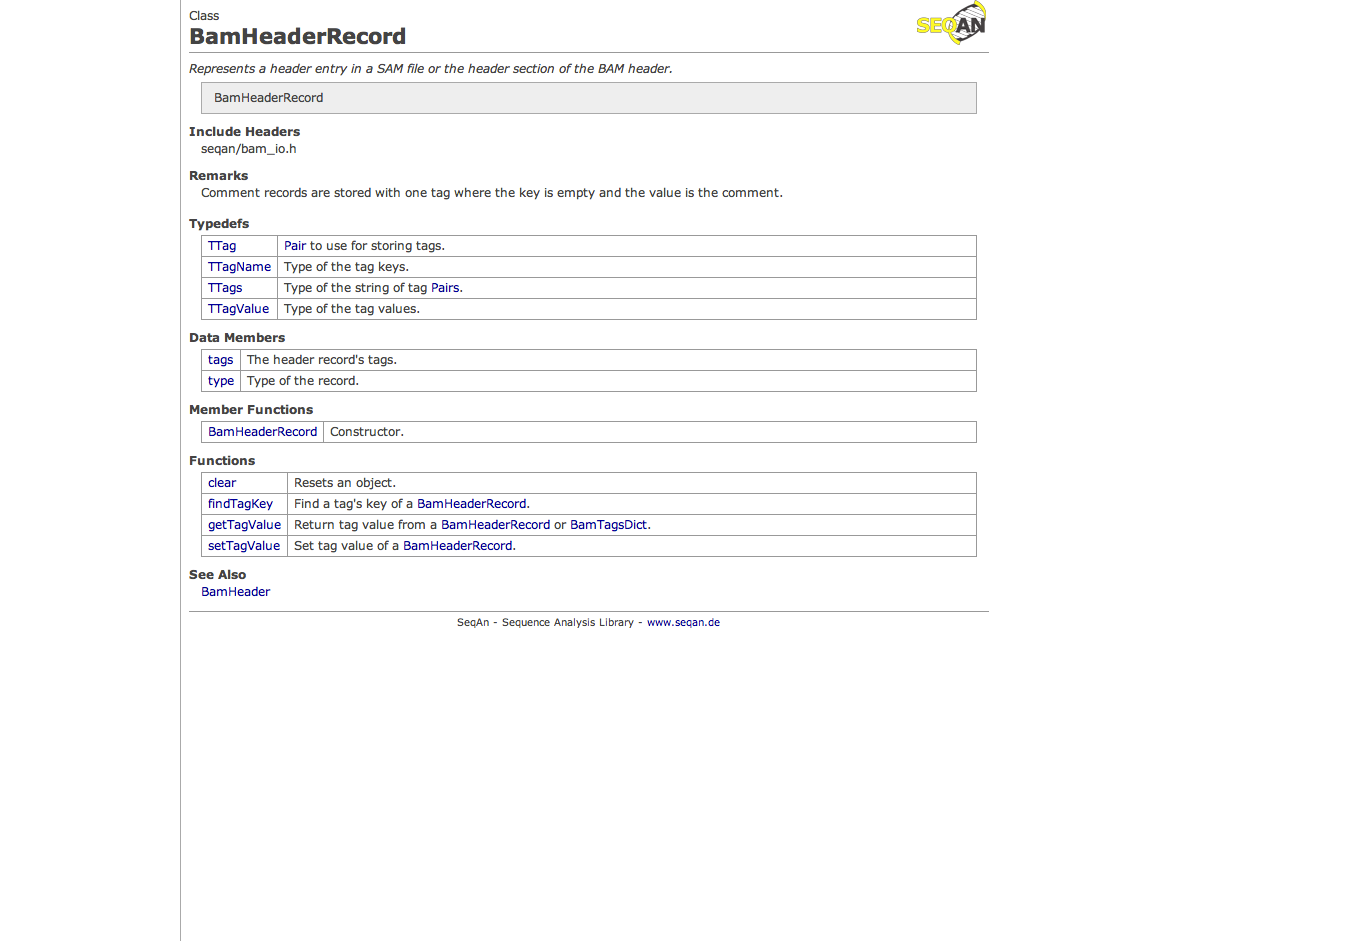 Class
SEQAN
BamHeaderRecord
Represents a header entry in a SAM file or the header section of the BAM header.
BamHeaderRecord
Include Headers
seqan/bam_io.h
Remarks
Comment records are stored with one tag where the key is empty and the value is the comment.
Typedefs
TTag Pair to use for storing tags.
TTagName Type of the tag keys.
TTags Type of the string of tag Pairs.
TTagValue Type of the tag values.
Data Members
tags The header record's tags.
type Type of the record.
Member Functions
BamHeaderRecord Constructor.
Functions
clear Resets an object.
findTagKey Find a tag's key of a BamHeaderRecord.
getTagValue Return tag value from a BamHeaderRecord or BamTagsDict.
setTagValue Set tag value of a BamHeaderRecord.
See Also
BamHeader
SeqAn - Sequence Analysis Library - www.seqan.de